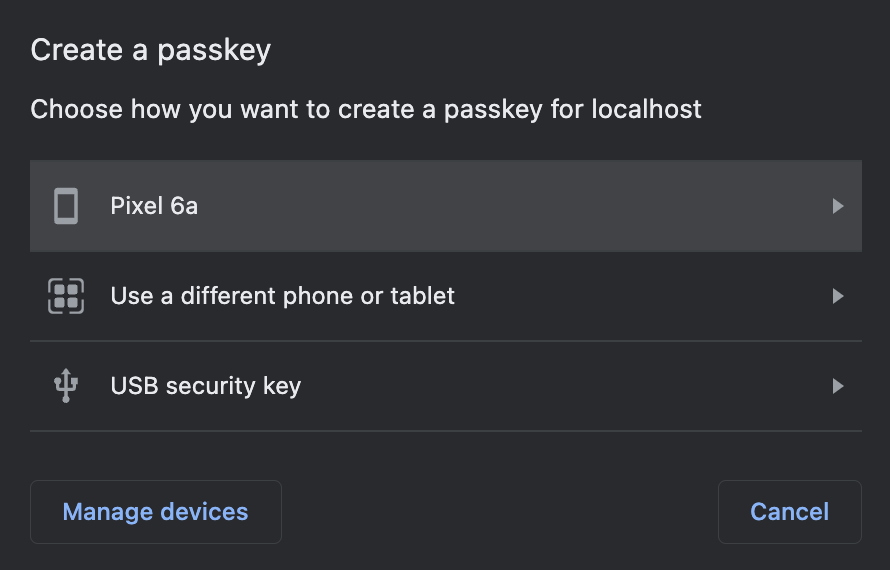 Create a passkey
Choose how you want to create a passkey for localhost
Pixel 6a
Use a different phone or tablet
USB security key
Manage devices
Cancel